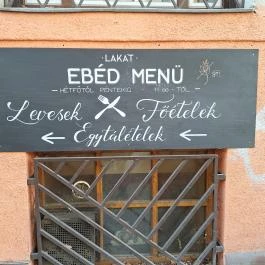 LAKAT
EBÉD MENÜ
HÉTFŐTŐL PÉNTEKIG 11:00-TÓL
Levesek Főételek
Egytálételek